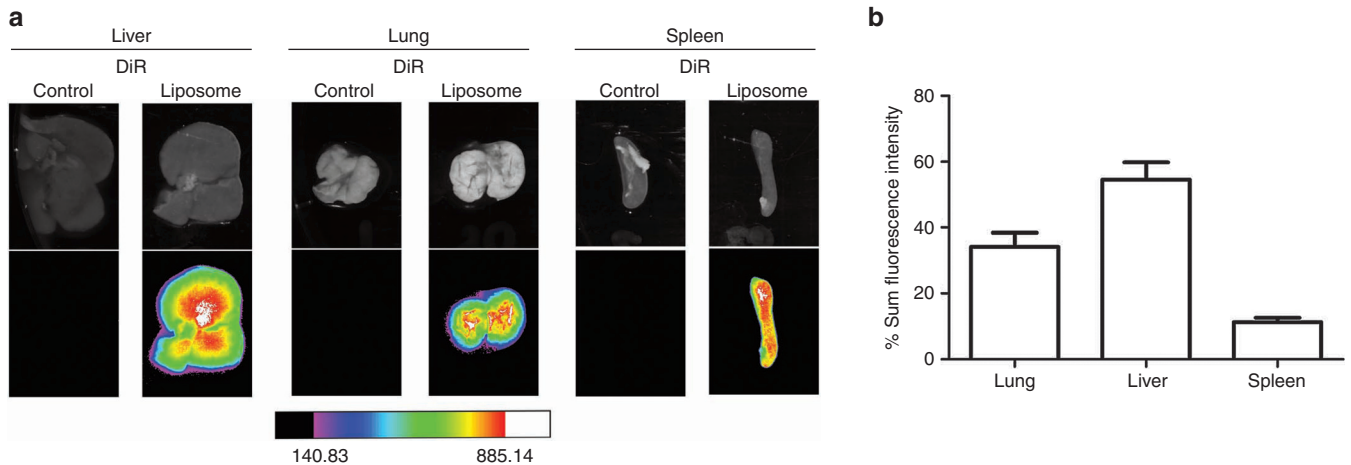 a
Liver
Lung
Spleen
DiR
DiR
DiR
Control
Liposome
Control
Liposome
Control
Liposome
140.83
885.14
b
% Sum fluorescence intensity
80
60
40
20
0
Lung
Liver
Spleen